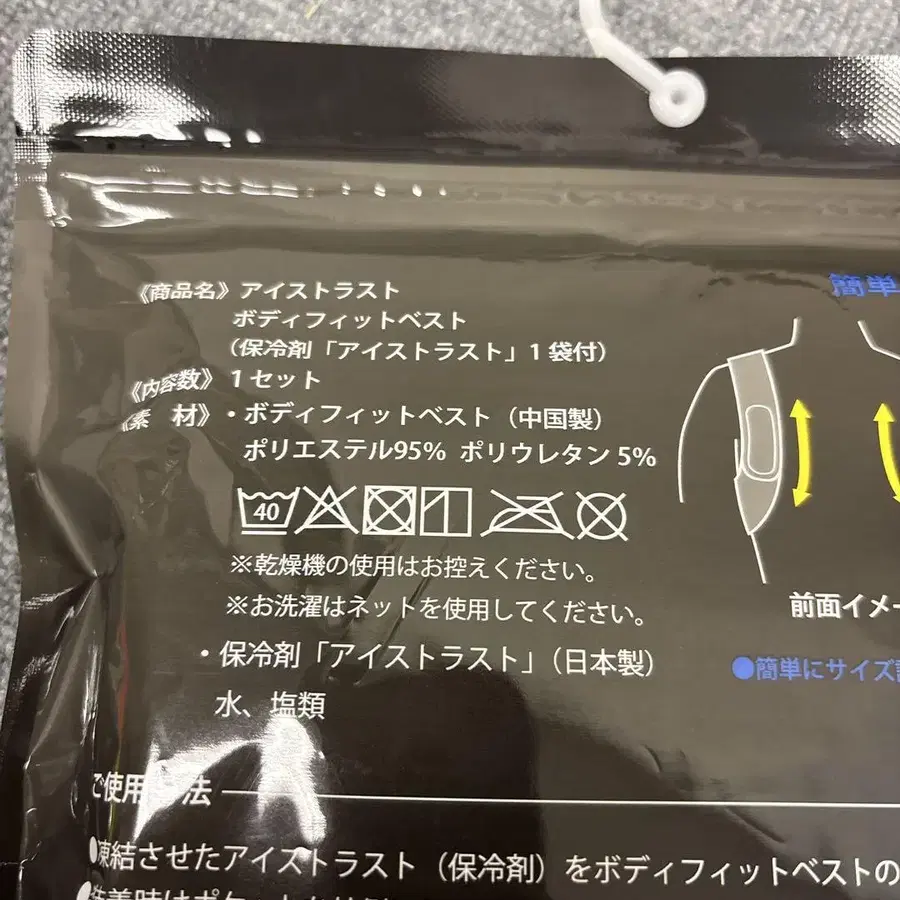 《商品名》アイストラスト
ボディフィットベスト
（保冷剤「アイストラスト」1袋付）
《内容数》1セット
《素　材》・ボディフィットベスト（中国製）
ポリエステル95%  ポリウレタン 5%
40
※乾燥機の使用はお控えください。
※お洗濯はネットを使用してください。
・保冷剤「アイストラスト」（日本製）
水、塩類
簡単
前面イメー
●簡単にサイズ
ご使用方法
●凍結させたアイストラスト（保冷剤）をボディフィットベストの